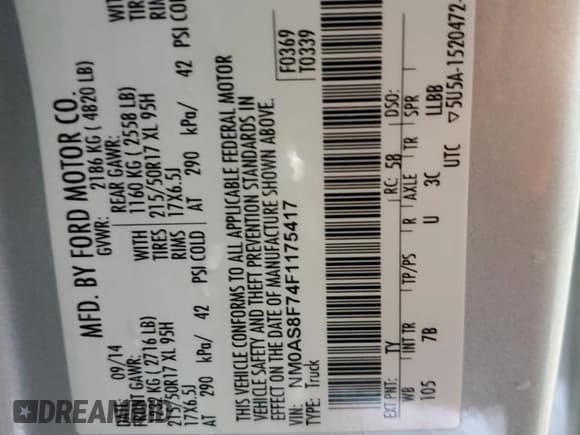 MFD. BY FORD MOTOR CO.
DATE: 09/14
GVWR: 2186 KG ( 4820 LB)
FRONT GAWR:
REAR GAWR:
KG ( 2716 LB)
1160 KG ( 2558 LB)
WITH
215/50R17 XL 95H
TIRES
215/50R17 XL 95H
TIRES
17X6.5J
RIMS
17X6.5J
RIMS
AT 290 kPa/ 42 PSI COLD
AT 290 kPa/ 42 PSI COLD
THIS VEHICLE CONFORMS TO ALL APPLICABLE FEDERAL MOTOR
VEHICLE SAFETY AND THEFT PREVENTION STANDARDS IN
EFFECT ON THE DATE OF MANUFACTURE SHOWN ABOVE.
VIN: NM0AS8F74F1175417
TYPE: Truck
F0369
T0339
EXT PNT: TY RC: 58 DSO:
WB INT TR TP/PS R AXLE TR SPR
105 7B U 3C LLBB
UTC ▽5U5A-1520472-